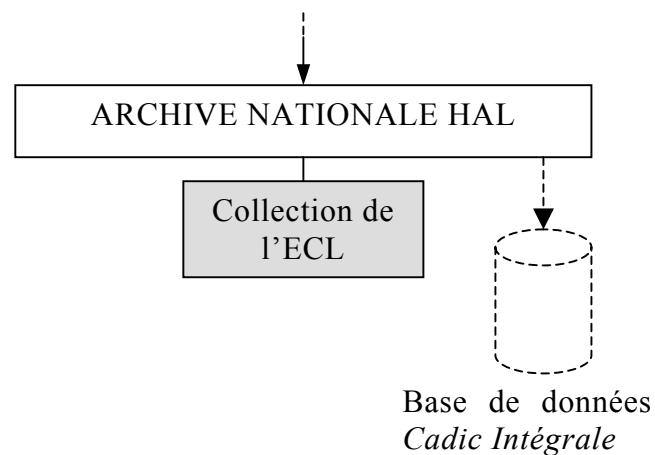 ARCHIVE NATIONALE HAL
Collection de
l’ECL
Base de données
Cadic Intégrale